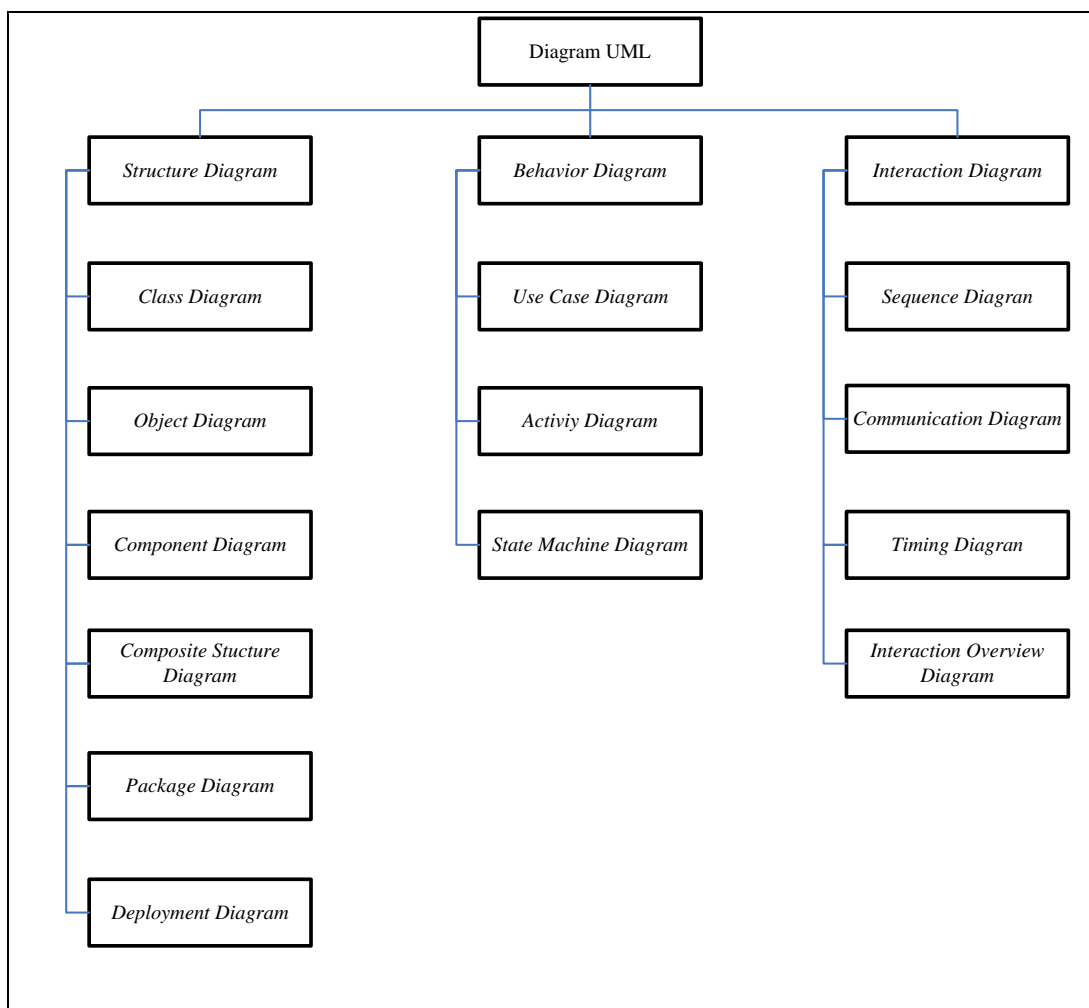 Diagram UML
Structure Diagram
Behavior Diagram
Interaction Diagram
Class Diagram
Use Case Diagram
Sequence Diagran
Object Diagram
Activiy Diagram
Communication Diagram
Component Diagram
State Machine Diagram
Timing Diagran
Composite Stucture
Diagram
Interaction Overview
Diagram
Package Diagram
Deployment Diagram